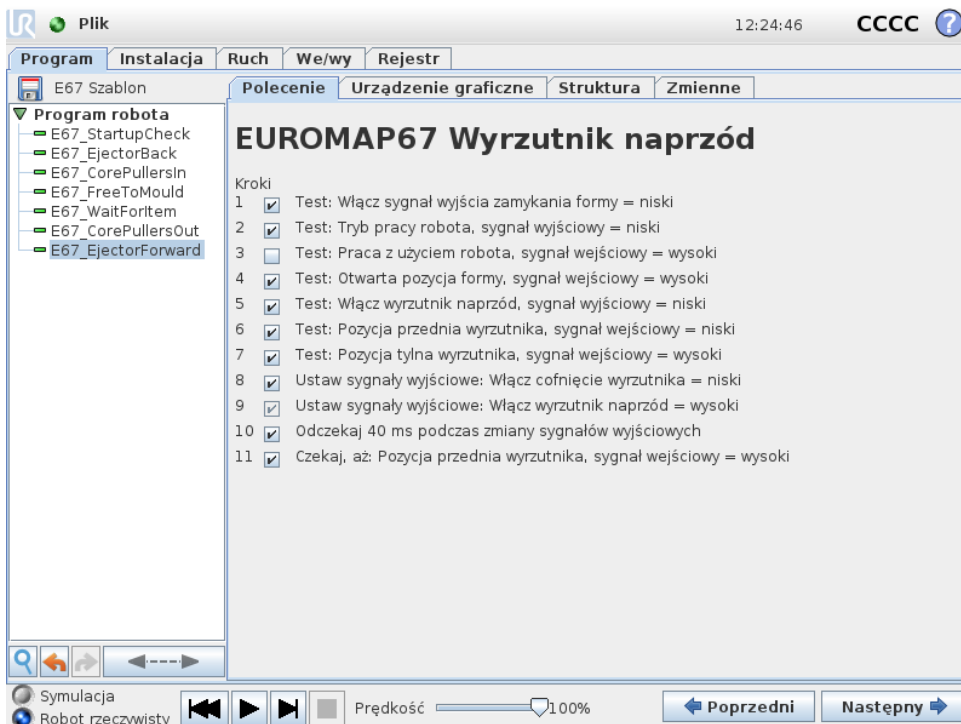 UR Plik 12:24:46 CCCC ?
Program Instalacja Ruch We/wy Rejestr
E67 Szablon
Polecenie Urządzenie graficzne Struktura Zmienne
Program robota
E67_StartupCheck
E67_EjectorBack
E67_CorePullersIn
E67_FreeToMould
E67_WaitForItem
E67_CorePullersOut
E67_EjectorForward
EUROMAP67 Wyrzutnik naprzód
Kroki
1 Test: Włącz sygnał wyjścia zamykania formy = niski
2 Test: Tryb pracy robota, sygnał wyjściowy = niski
3 Test: Praca z użyciem robota, sygnał wejściowy = wysoki
4 Test: Otwarta pozycja formy, sygnał wejściowy = wysoki
5 Test: Włącz wyrzutnik naprzód, sygnał wyjściowy = niski
6 Test: Pozycja przednia wyrzutnika, sygnał wejściowy = niski
7 Test: Pozycja tylna wyrzutnika, sygnał wejściowy = wysoki
8 Ustaw sygnały wyjściowe: Włącz cofnięcie wyrzutnika = niski
9 Ustaw sygnały wyjściowe: Włącz wyrzutnik naprzód = wysoki
10 Odczekaj 40 ms podczas zmiany sygnałów wyjściowych
11 Czekaj, aż: Pozycja przednia wyrzutnika, sygnał wejściowy = wysoki
Symulacja
Robot rzeczywisty
Prędkość 100%
Poprzedni Następny